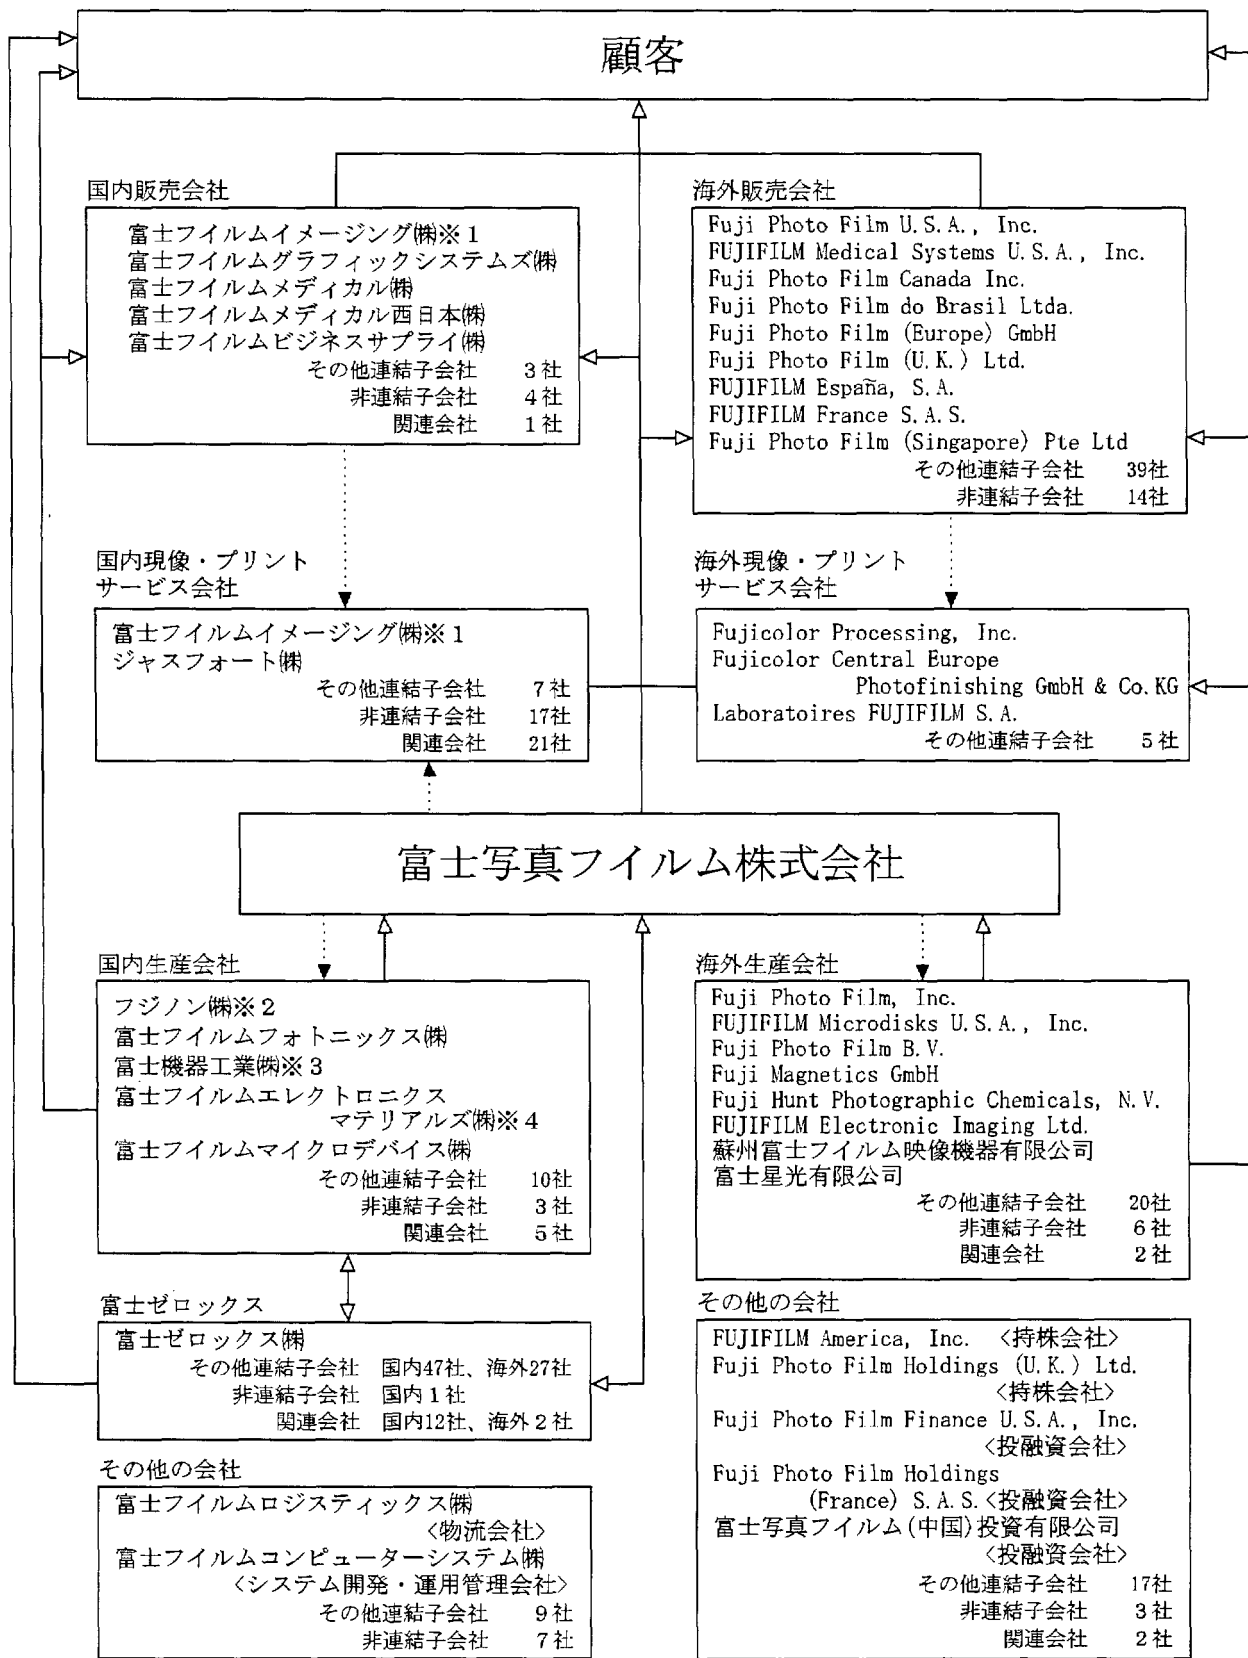 顧客
国内販売会社
富士フイルムイメージング㈱※1
富士フイルムグラフィックシステムズ㈱
富士フイルムメディカル㈱
富士フイルムメディカル西日本㈱
富士フイルムビジネスサプライ㈱
その他連結子会社 3社
非連結子会社 4社
関連会社 1社
海外販売会社
Fuji Photo Film U.S.A., Inc.
FUJIFILM Medical Systems U.S.A., Inc.
Fuji Photo Film Canada Inc.
Fuji Photo Film do Brasil Ltda.
Fuji Photo Film (Europe) GmbH
Fuji Photo Film (U.K.) Ltd.
FUJIFILM España, S.A.
FUJIFILM France S.A.S.
Fuji Photo Film (Singapore) Pte Ltd
その他連結子会社 39社
非連結子会社 14社
国内現像・プリント
サービス会社
富士フイルムイメージング㈱※1
ジャスフォート㈱
その他連結子会社 7社
非連結子会社 17社
関連会社 21社
海外現像・プリント
サービス会社
Fujicolor Processing, Inc.
Fujicolor Central Europe
Photofinishing GmbH & Co.KG
Laboratoires FUJIFILM S.A.
その他連結子会社 5社
富士写真フイルム株式会社
国内生産会社
フジノン㈱※2
富士フイルムフォトニックス㈱
富士機器工業㈱※3
富士フイルムエレクトロニクス
マテリアルズ㈱※4
富士フイルムマイクロデバイス㈱
その他連結子会社 10社
非連結子会社 3社
関連会社 5社
海外生産会社
Fuji Photo Film, Inc.
FUJIFILM Microdisks U.S.A., Inc.
Fuji Photo Film B.V.
Fuji Magnetics GmbH
Fuji Hunt Photographic Chemicals, N.V.
FUJIFILM Electronic Imaging Ltd.
蘇州富士フイルム映像機器有限公司
富士星光有限公司
その他連結子会社 20社
非連結子会社 6社
関連会社 2社
富士ゼロックス
富士ゼロックス㈱
その他連結子会社 国内47社、海外27社
非連結子会社 国内1社
関連会社 国内12社、海外2社
その他の会社
富士フイルムロジスティックス㈱
〈物流会社〉
富士フイルムコンピューターシステム㈱
〈システム開発・運用管理会社〉
その他連結子会社 9社
非連結子会社 7社
その他の会社
FUJIFILM America, Inc. 〈持株会社〉
Fuji Photo Film Holdings (U.K.) Ltd.
〈持株会社〉
Fuji Photo Film Finance U.S.A., Inc.
〈投融資会社〉
Fuji Photo Film Holdings
(France) S.A.S.〈投融資会社〉
富士写真フイルム(中国)投資有限公司
〈投融資会社〉
その他連結子会社 17社
非連結子会社 3社
関連会社 2社